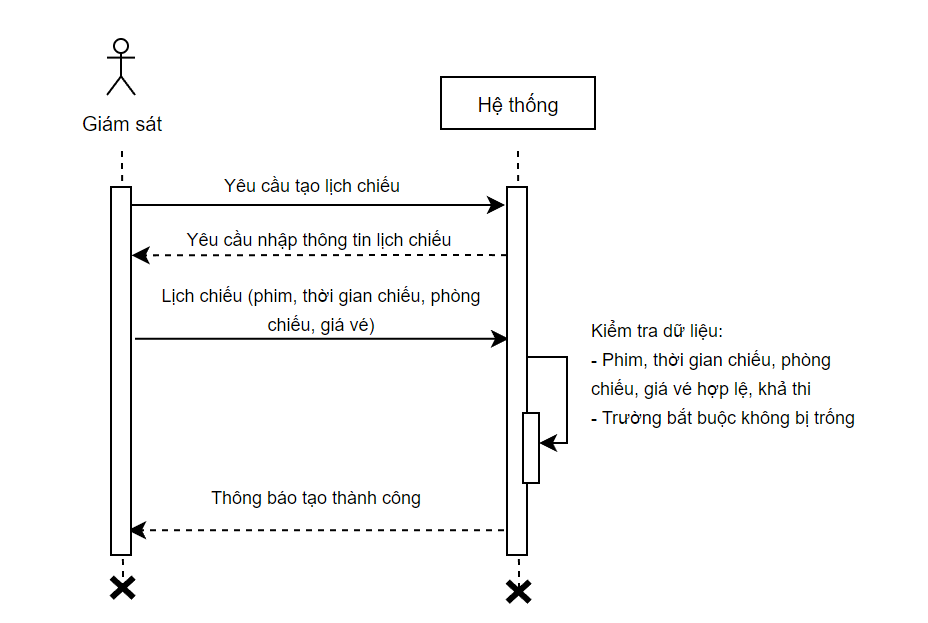 Giám sát
Hệ thống
Yêu cầu tạo lịch chiếu
Yêu cầu nhập thông tin lịch chiếu
Lịch chiếu (phim, thời gian chiếu, phòng
chiếu, giá vé)
Kiểm tra dữ liệu:
- Phim, thời gian chiếu, phòng
chiếu, giá vé hợp lệ, khả thi
- Trường bắt buộc không bị trống
Thông báo tạo thành công